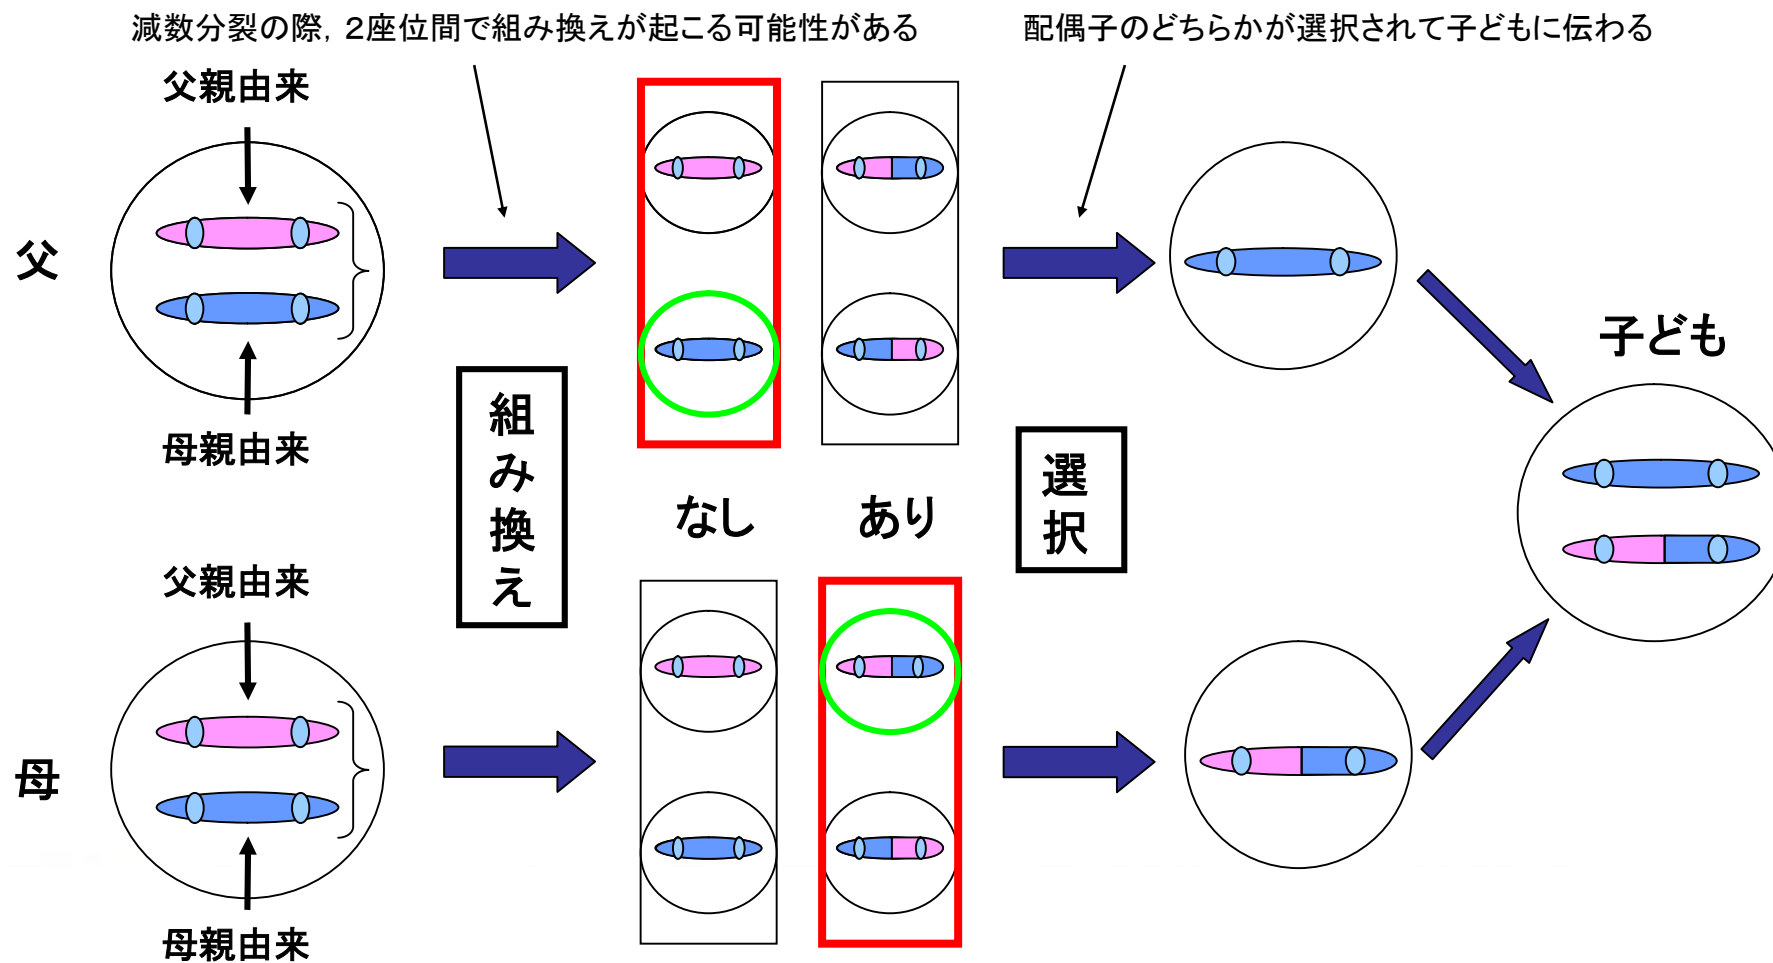 減数分裂の際，２座位間で組み換えが起こる可能性がある
配偶子のどちらかが選択されて子どもに伝わる
父親由来
父
母親由来
組み換え
なし
あり
選択
子ども
父親由来
母
母親由来